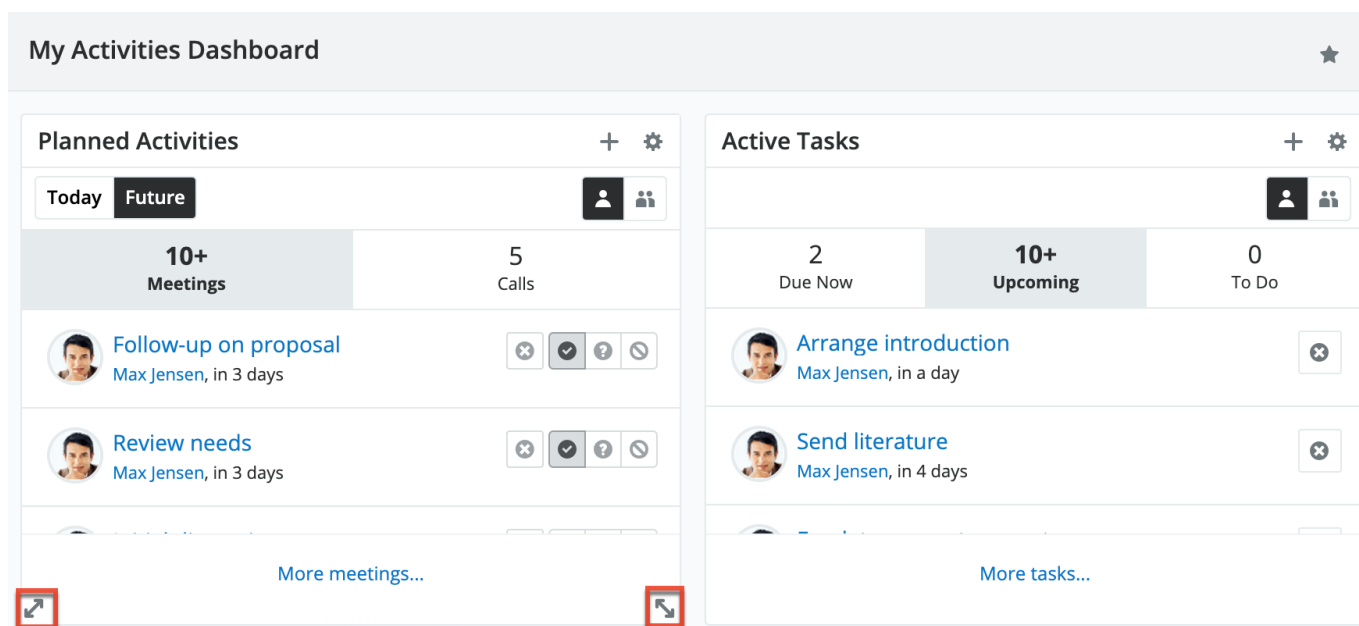 My Activities Dashboard
Planned Activities
Today Future
10+
Meetings
5
Calls
Follow-up on proposal
Max Jensen, in 3 days
Review needs
Max Jensen, in 3 days
More meetings...
Active Tasks
2
Due Now
10+
Upcoming
0
To Do
Arrange introduction
Max Jensen, in a day
Send literature
Max Jensen, in 4 days
More tasks...